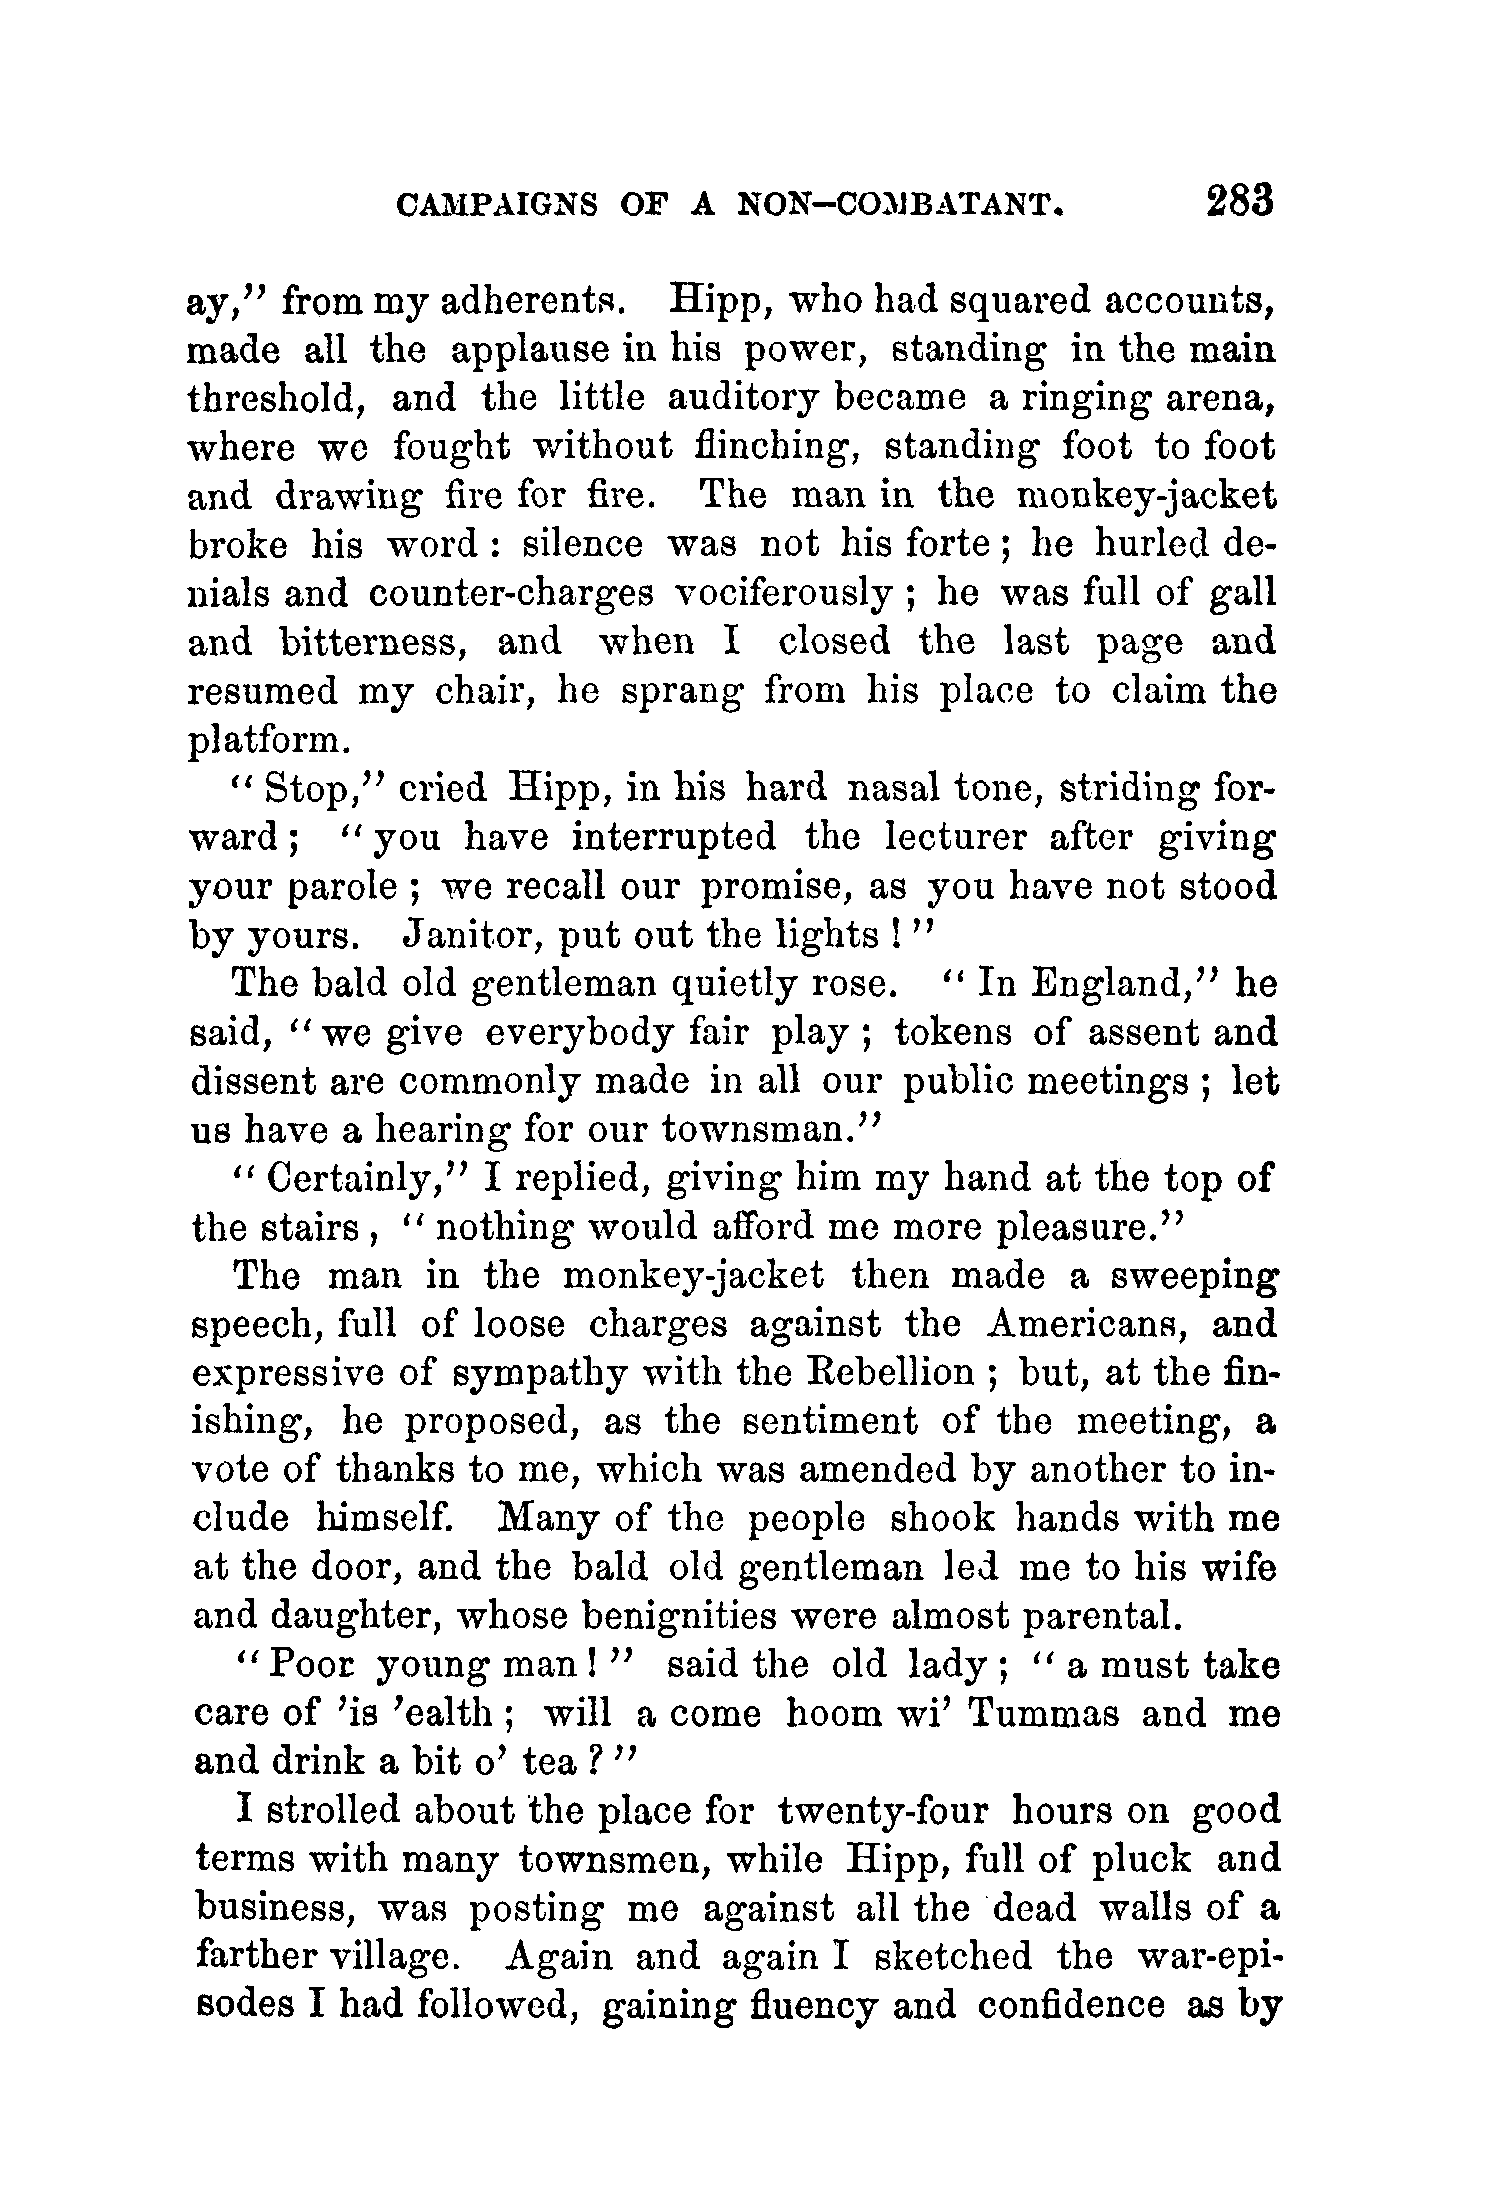 CAMPAIGNS OF A NON-COMBATANT. 283
ay,” from my adherents. Hipp, who had squared accounts,
made all the applause in his power, standing in the main
threshold, and the little auditory became a ringing arena,
where we fought without flinching, standing foot to foot
and drawing fire for fire. The man in the monkey-jacket
broke his word : silence was not his forte ; he hurled de-
nials and counter-charges vociferously ; he was full of gall
and bitterness, and when I closed the last page and
resumed my chair, he sprang from his place to claim the
platform.
“ Stop,” cried Hipp, in his hard nasal tone, striding for-
ward ; “ you have interrupted the lecturer after giving
your parole ; we recall our promise, as you have not stood
by yours. Janitor, put out the lights ! ”
The bald old gentleman quietly rose. “ In England,” he
said, “ we give everybody fair play ; tokens of assent and
dissent are commonly made in all our public meetings ; let
us have a hearing for our townsman.”
“ Certainly,” I replied, giving him my hand at the top of
the stairs , “ nothing would afford me more pleasure.”
The man in the monkey-jacket then made a sweeping
speech, full of loose charges against the Americans, and
expressive of sympathy with the Rebellion ; but, at the fin-
ishing, he proposed, as the sentiment of the meeting, a
vote of thanks to me, which was amended by another to in-
clude himself. Many of the people shook hands with me
at the door, and the bald old gentleman led me to his wife
and daughter, whose benignities were almost parental.
“ Poor young man ! ” said the old lady ; “ a must take
care of ’is ’ealth ; will a come hoom wi’ Tummas and me
and drink a bit o’ tea ? ”
I strolled about the place for twenty-four hours on good
terms with many townsmen, while Hipp, full of pluck and
business, was posting me against all the dead walls of a
farther village. Again and again I sketched the war-epi-
sodes I had followed, gaining fluency and confidence as by